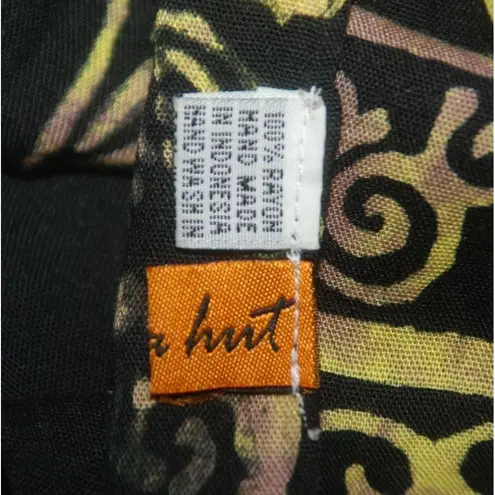 100% RAYON
HAND MADE
IN INDONESIA
HAND WASH IN
a hut